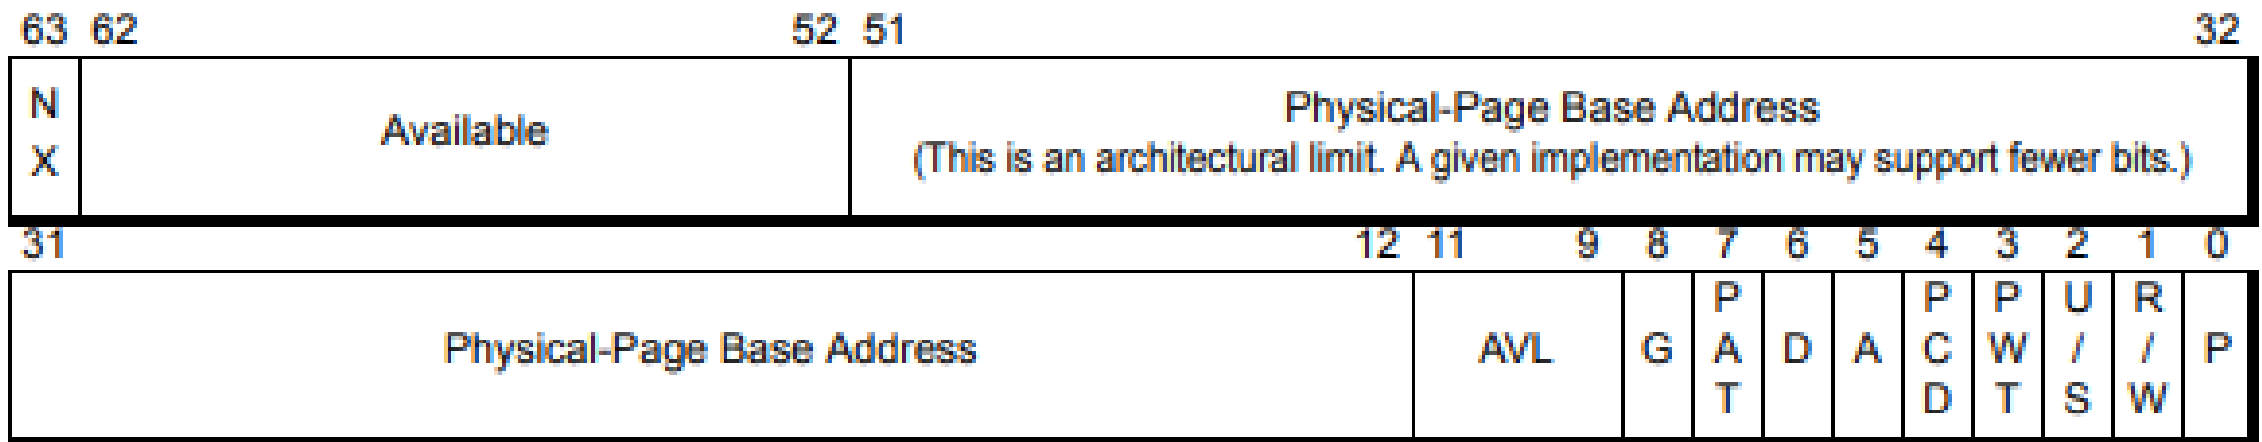 63 62 52 51 32
N
X
Available
Physical-Page Base Address
(This is an architectural limit. A given implementation may support fewer bits.)
31 12 11 9 8 7 6 5 4 3 2 1 0
Physical-Page Base Address
AVL
G
P
A
T
D
A
P
C
D
P
W
T
U
/
S
R
/
W
P